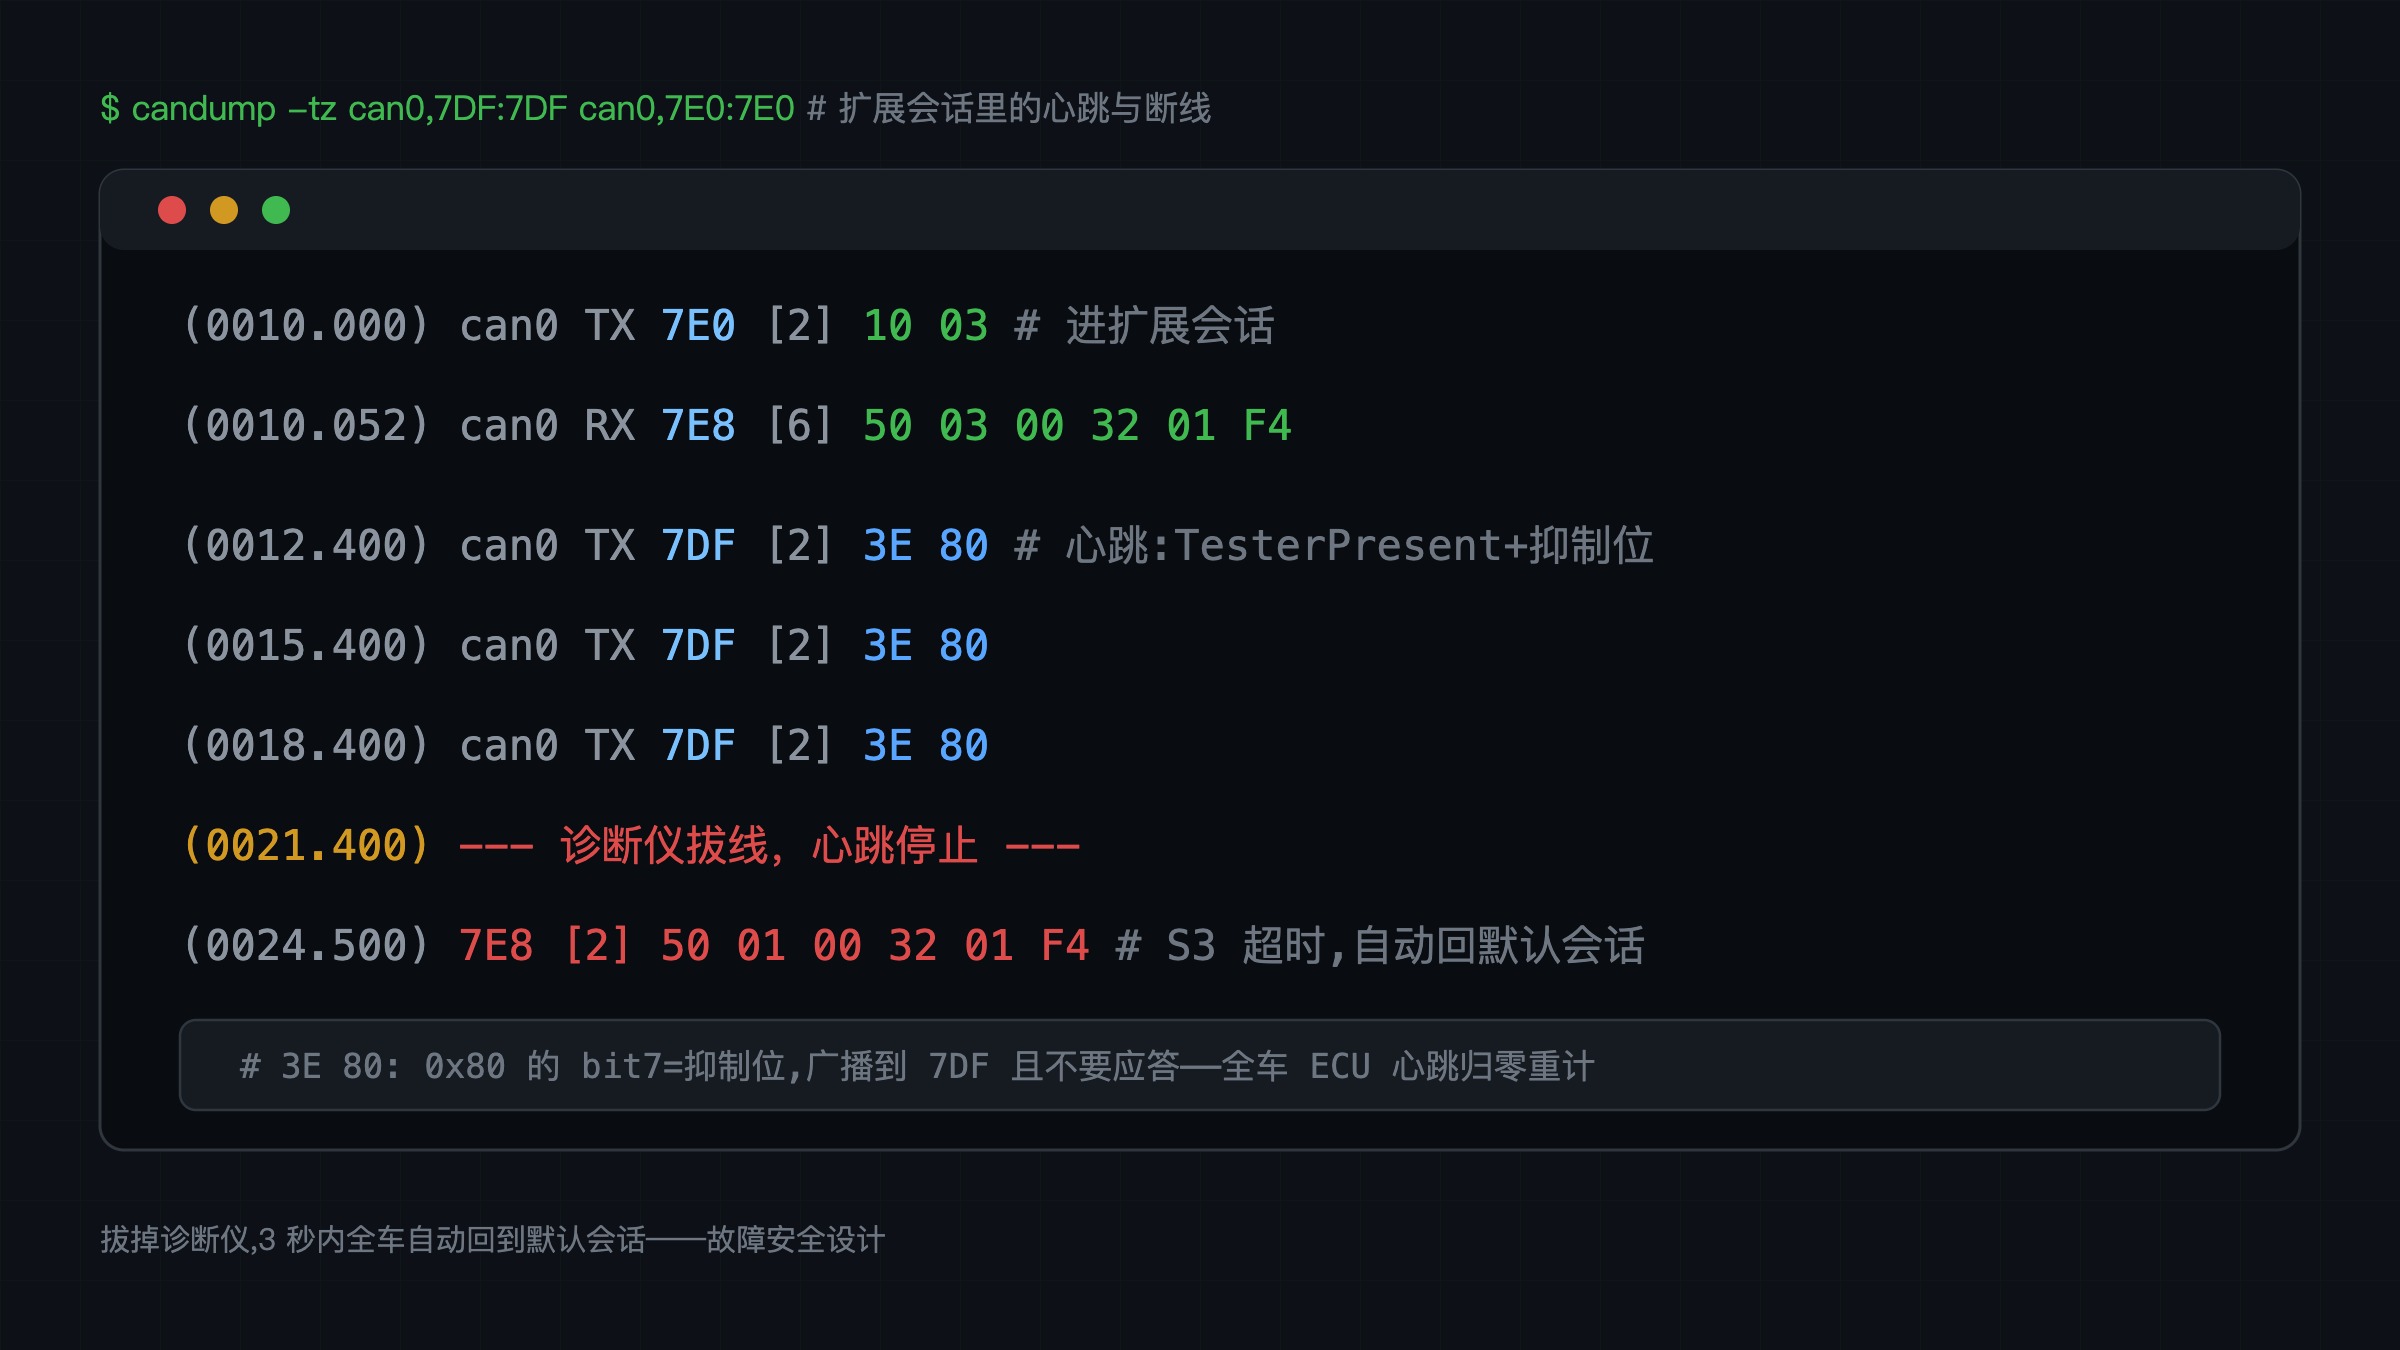 $ candump –tz can0,7DF:7DF can0,7E0:7E0 # 扩展会话里的心跳与断线
(0010.000) can0 TX 7E0 [2] 10 03 # 进扩展会话
(0010.052) can0 RX 7E8 [6] 50 03 00 32 01 F4
(0012.400) can0 TX 7DF [2] 3E 80 # 心跳:TesterPresent+抑制位
(0015.400) can0 TX 7DF [2] 3E 80
(0018.400) can0 TX 7DF [2] 3E 80
(0021.400) ––– 诊断仪拔线，心跳停止 –––
(0024.500) 7E8 [2] 50 01 00 32 01 F4 # S3 超时,自动回默认会话
# 3E 80: 0x80 的 bit7=抑制位,广播到 7DF 且不要应答——全车 ECU 心跳归零重计
拔掉诊断仪,3 秒内全车自动回到默认会话——故障安全设计